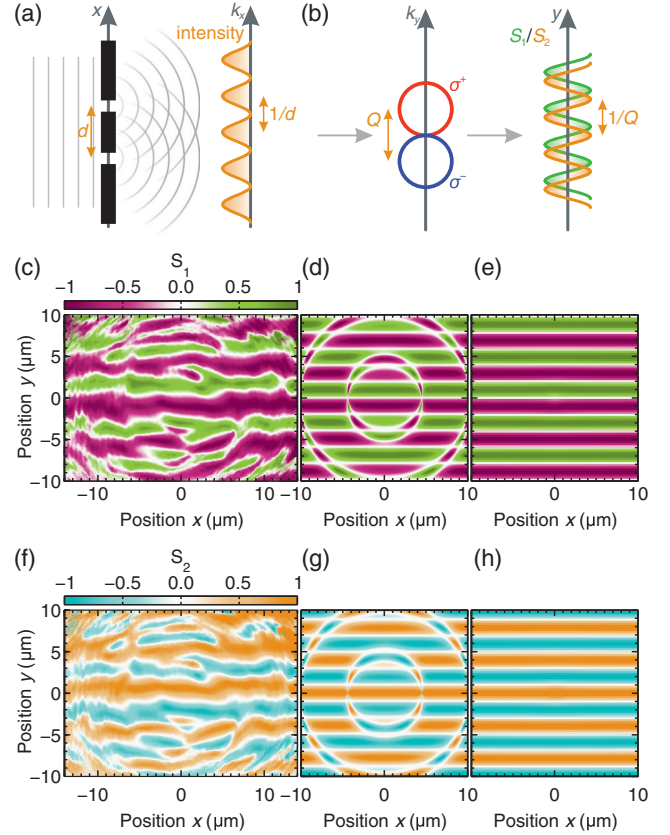 (a) x kx (b) ky y
intensity S1/S2
σ+
d 1/d Q 1/Q
σ−
(c) S1 (d) (e)
−1 −0.5 0.0 0.5 1
10
5
0
−5
−10
Position y (µm)
−10 0 10 −10 0 10 0 10
Position x (µm) Position x (µm) Position x (µm)
(f) S2 (g) (h)
−1 −0.5 0.0 0.5 1
10
5
0
−5
−10
Position y (µm)
−10 0 10 −10 0 10 0 10
Position x (µm) Position x (µm) Position x (µm)